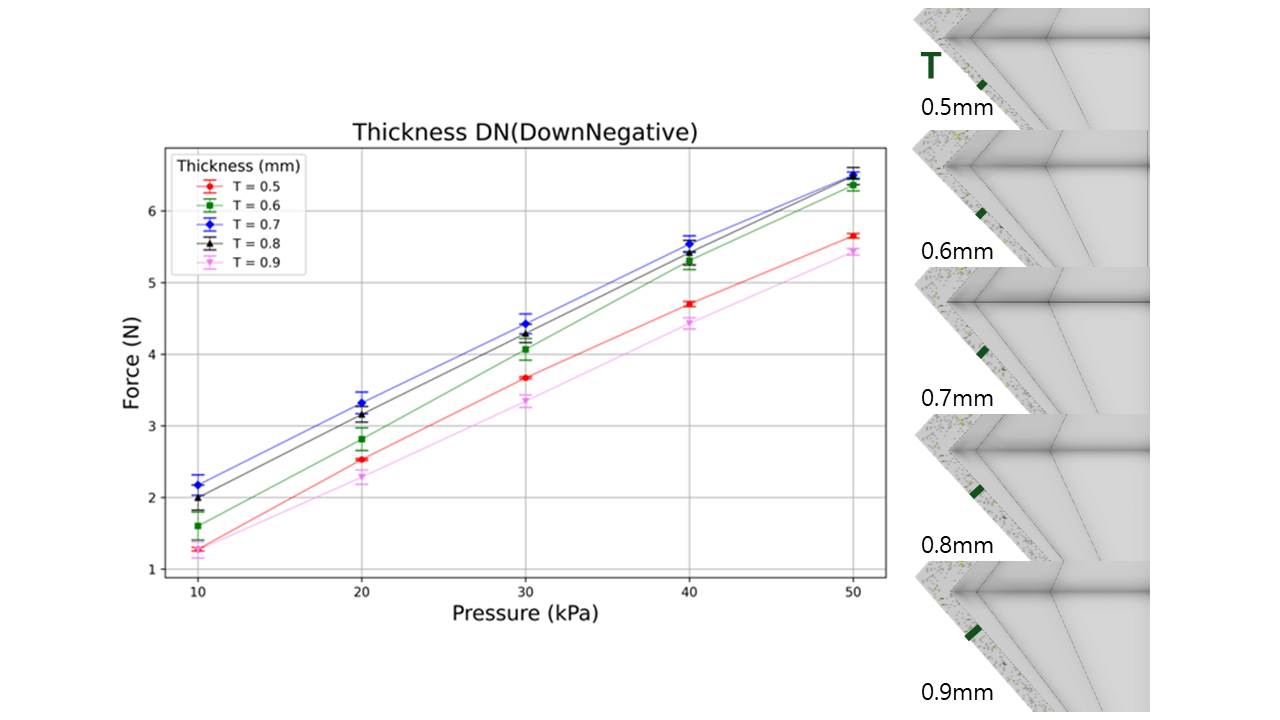 Thickness DN(DownNegative)
Thickness (mm)
T = 0.5
T = 0.6
T = 0.7
T = 0.8
T = 0.9
Force (N)
6
5
4
3
2
1
10 20 30 40 50
Pressure (kPa)
T
0.5mm
0.6mm
0.7mm
0.8mm
0.9mm